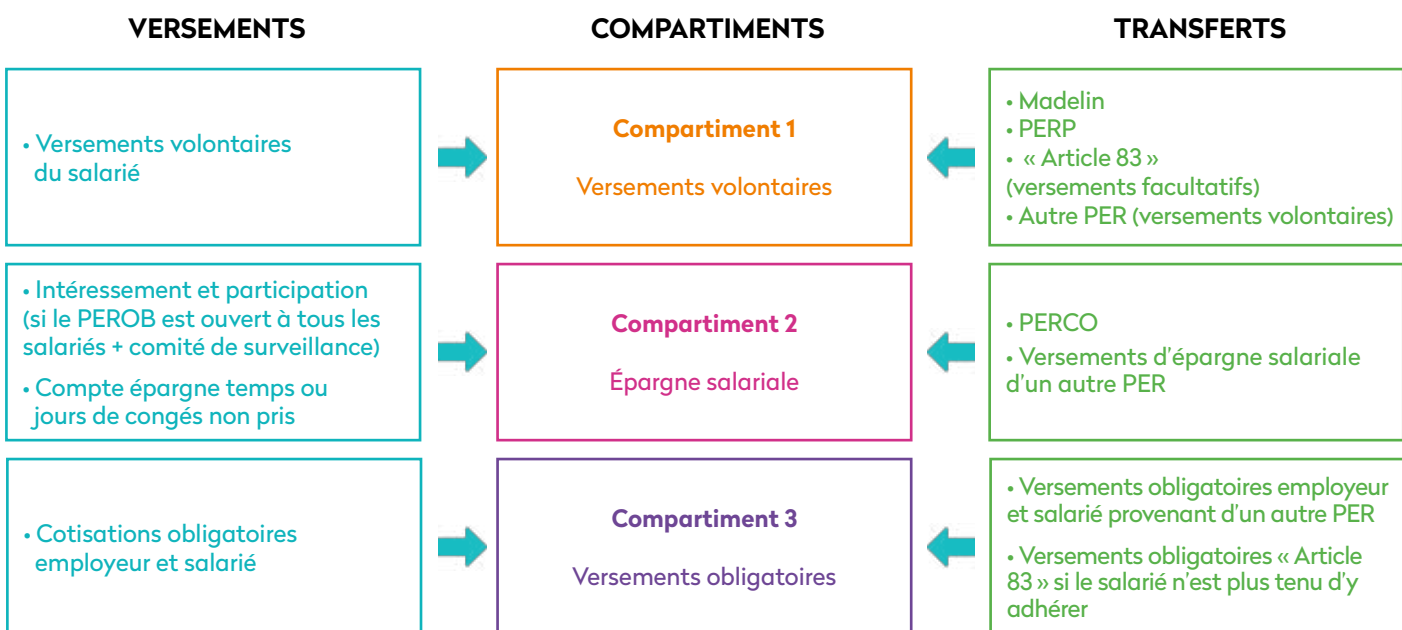 VERSEMENTS
COMPARTIMENTS
TRANSFERTS
• Versements volontaires
du salarié
Compartiment 1
Versements volontaires
• Madelin
• PERP
• « Article 83 »
(versements facultatifs)
• Autre PER (versements volontaires)
• Intéressement et participation
(si le PEROB est ouvert à tous les
salariés + comité de surveillance)
• Compte épargne temps ou
jours de congés non pris
Compartiment 2
Épargne salariale
• PERCO
• Versements d’épargne salariale
d’un autre PER
• Cotisations obligatoires
employeur et salarié
Compartiment 3
Versements obligatoires
• Versements obligatoires employeur
et salarié provenant d’un autre PER
• Versements obligatoires « Article
83 » si le salarié n’est plus tenu d’y
adhérer